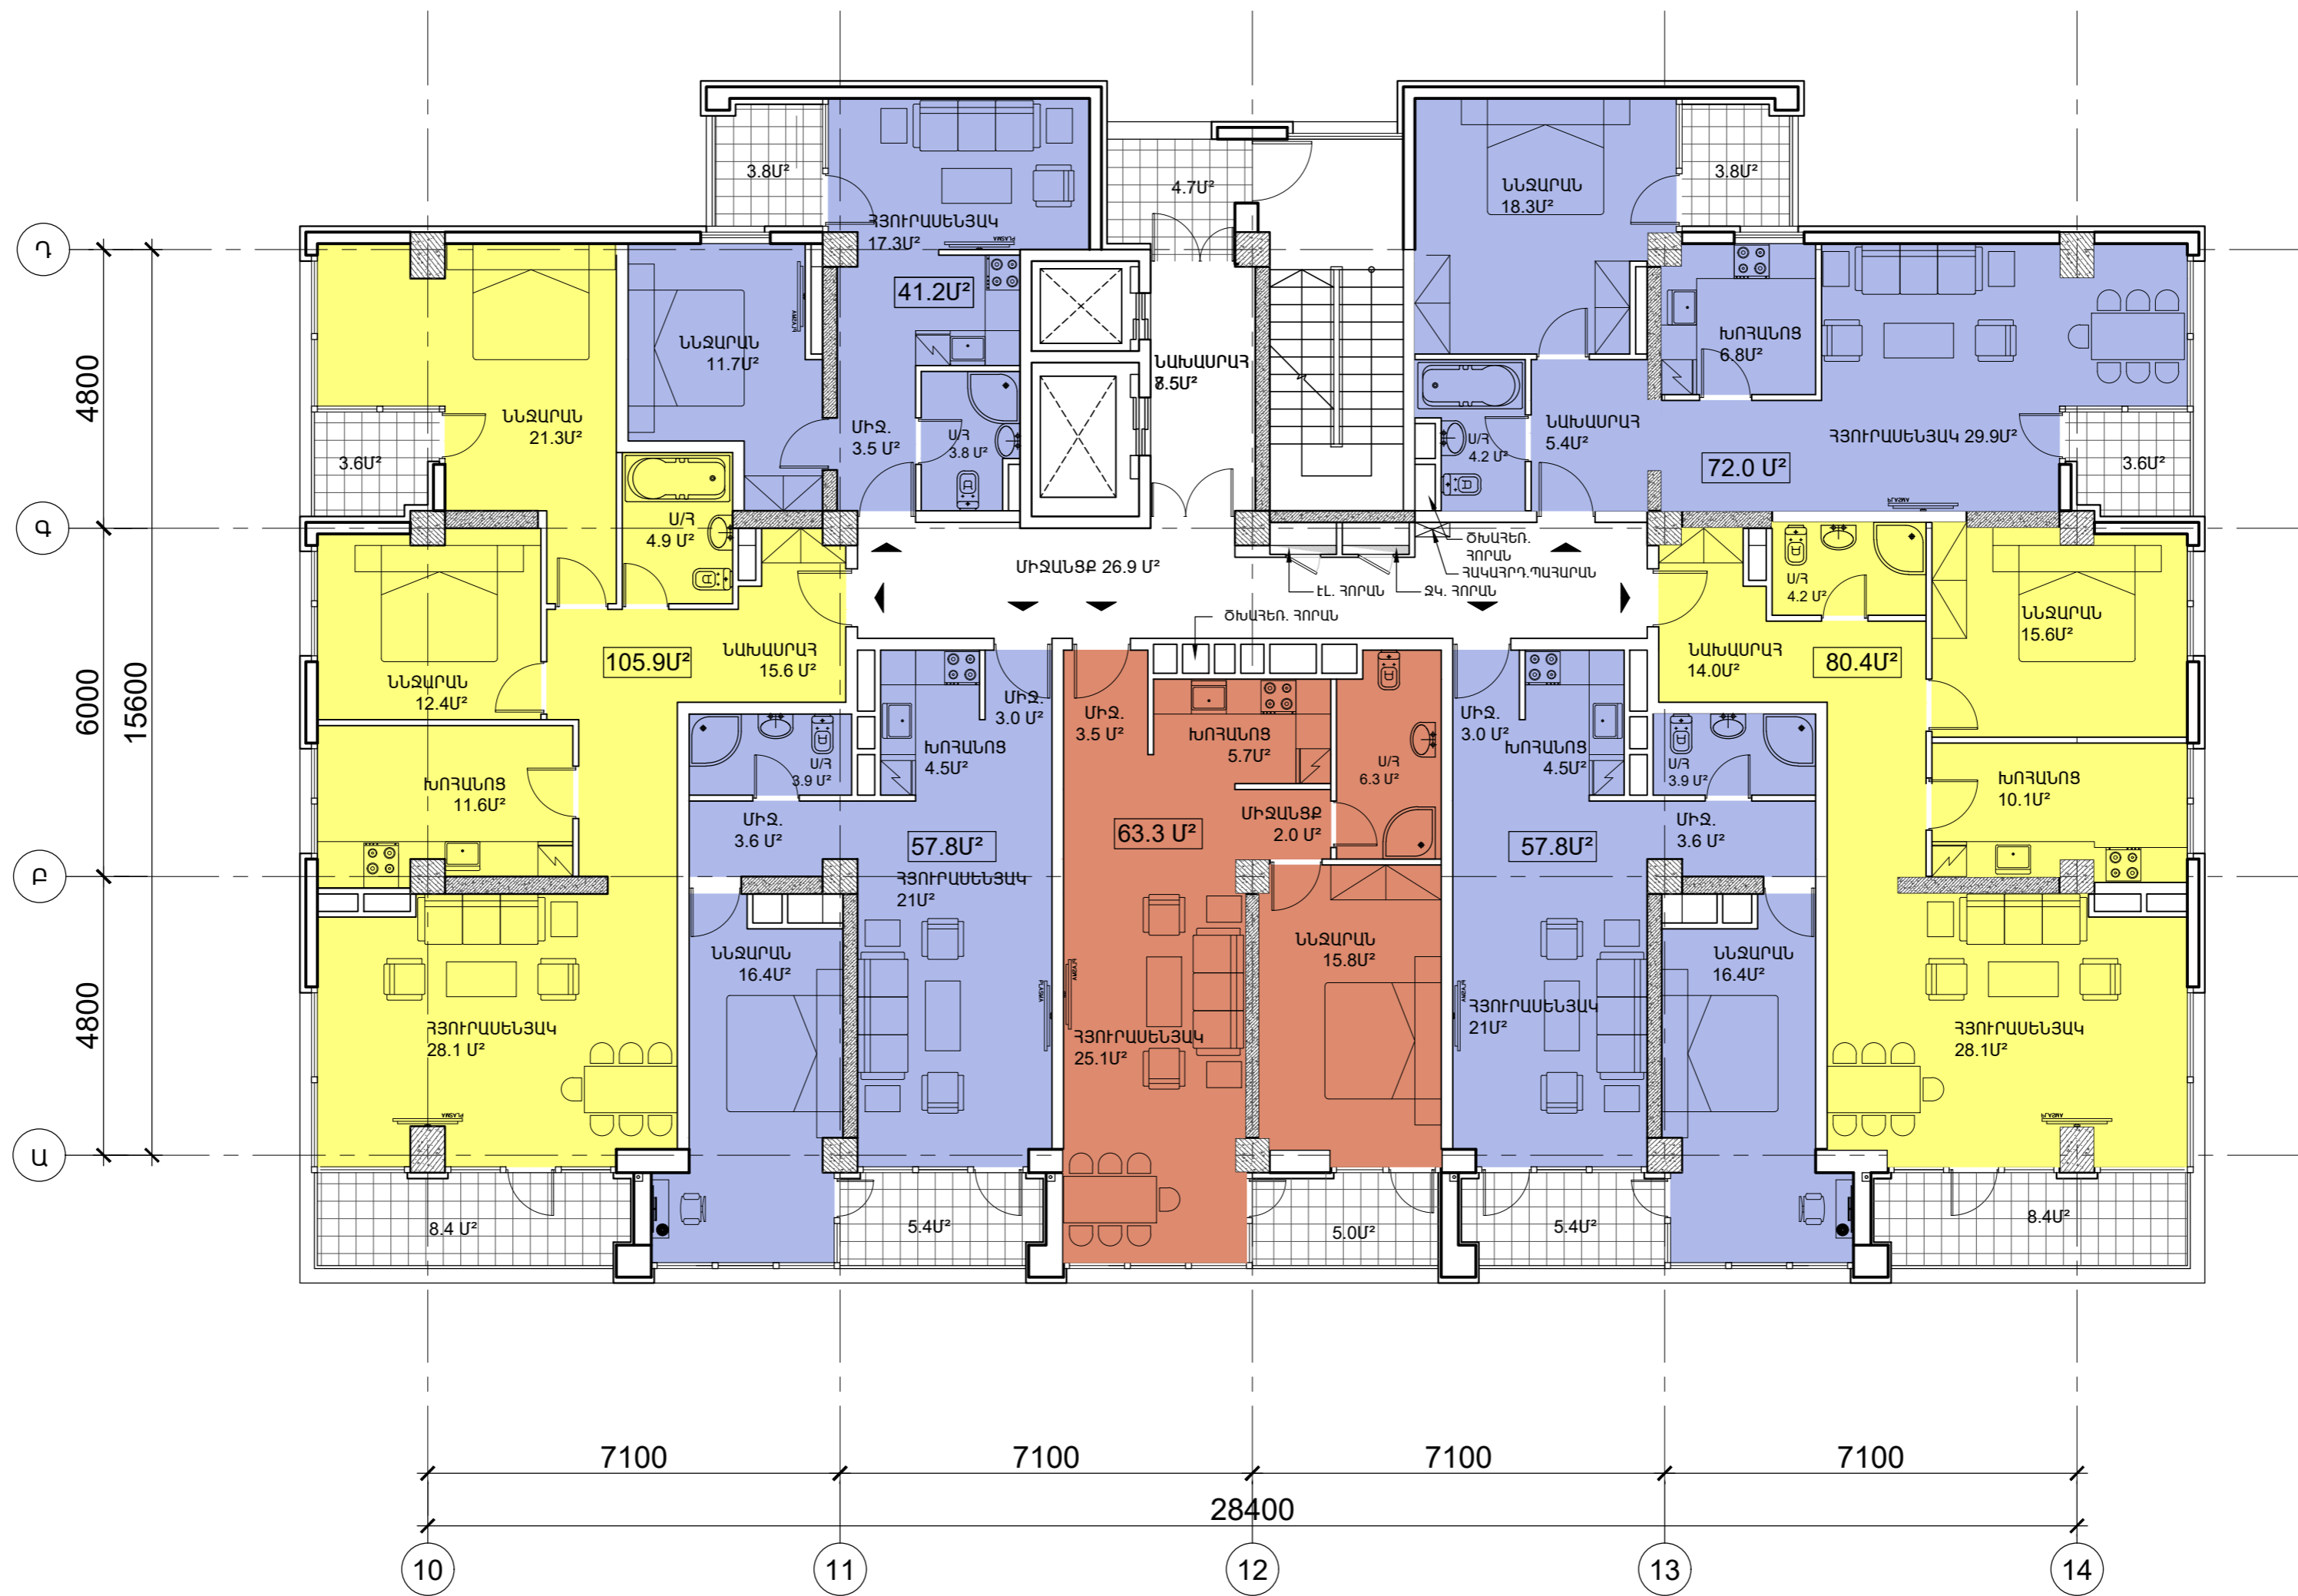 3.8Մ²
4.7Մ²
3.8Մ²
ՆՆՋԱՐԱՆ
18.3Մ²
ՀՅՈՒՐԱՍԵՆՅԱԿ
17.3Մ²
PLASMA
Դ
41.2Մ²
ՆՆՋԱՐԱՆ
11.7Մ²
PLASMA
ԽՈՀԱՆՈՑ
6.8Մ²
ՆԱԽԱՍՐԱՀ
4800
ՆՆՋԱՐԱՆ
21.3Մ²
ՄԻՋ.
3.5 Մ²
Ս/Հ
3.8 Մ²
Ս/Հ
4.2 Մ²
ՆԱԽԱՍՐԱՀ
5.4Մ²
ՀՅՈՒՐԱՍԵՆՅԱԿ 29.9Մ²
3.6Մ²
72.0 Մ²
3.6Մ²
PLASMA
Գ
Ս/Հ
4.9 Մ²
ՄԻՋԱՆՑՔ 26.9 Մ²
ԾԽԱՀԵՌ.
ՀՈՐԱՆ
ՀԱԿԱՀՐԴ.ՊԱՀԱՐԱՆ
ԷԼ. ՀՈՐԱՆ
ՋԿ. ՀՈՐԱՆ
ԾԽԱՀԵՌ. ՀՈՐԱՆ
Ս/Հ
4.2 Մ²
ՆՆՋԱՐԱՆ
15.6Մ²
105.9Մ²
ՆԱԽԱՍՐԱՀ
15.6 Մ²
ՆԱԽԱՍՐԱՀ
14.0Մ²
80.4Մ²
ՆՆՋԱՐԱՆ
12.4Մ²
6000
15600
ՄԻՋ.
3.0 Մ²
ՄԻՋ.
3.5 Մ²
ԽՈՀԱՆՈՑ
5.7Մ²
ՄԻՋ.
3.0 Մ²
ԽՈՀԱՆՈՑ
4.5Մ²
Ս/Հ
3.9 Մ²
Ս/Հ
6.3 Մ²
ԽՈՀԱՆՈՑ
4.5Մ²
Ս/Հ
3.9 Մ²
ԽՈՀԱՆՈՑ
11.6Մ²
ԽՈՀԱՆՈՑ
10.1Մ²
ՄԻՋ.
3.6 Մ²
57.8Մ²
63.3 Մ²
ՄԻՋԱՆՑՔ
2.0 Մ²
57.8Մ²
ՄԻՋ.
3.6 Մ²
Բ
ՀՅՈՒՐԱՍԵՆՅԱԿ
21Մ²
ՆՆՋԱՐԱՆ
16.4Մ²
ՆՆՋԱՐԱՆ
15.8Մ²
ՆՆՋԱՐԱՆ
16.4Մ²
4800
PLASMA
PLASMA
PLASMA
ՀՅՈՒՐԱՍԵՆՅԱԿ
28.1 Մ²
ՀՅՈՒՐԱՍԵՆՅԱԿ
25.1Մ²
ՀՅՈՒՐԱՍԵՆՅԱԿ
21Մ²
ՀՅՈՒՐԱՍԵՆՅԱԿ
28.1Մ²
PLASMA
PLASMA
Ա
8.4 Մ²
5.4Մ²
5.0Մ²
5.4Մ²
8.4Մ²
7100
7100
7100
7100
28400
10
11
12
13
14